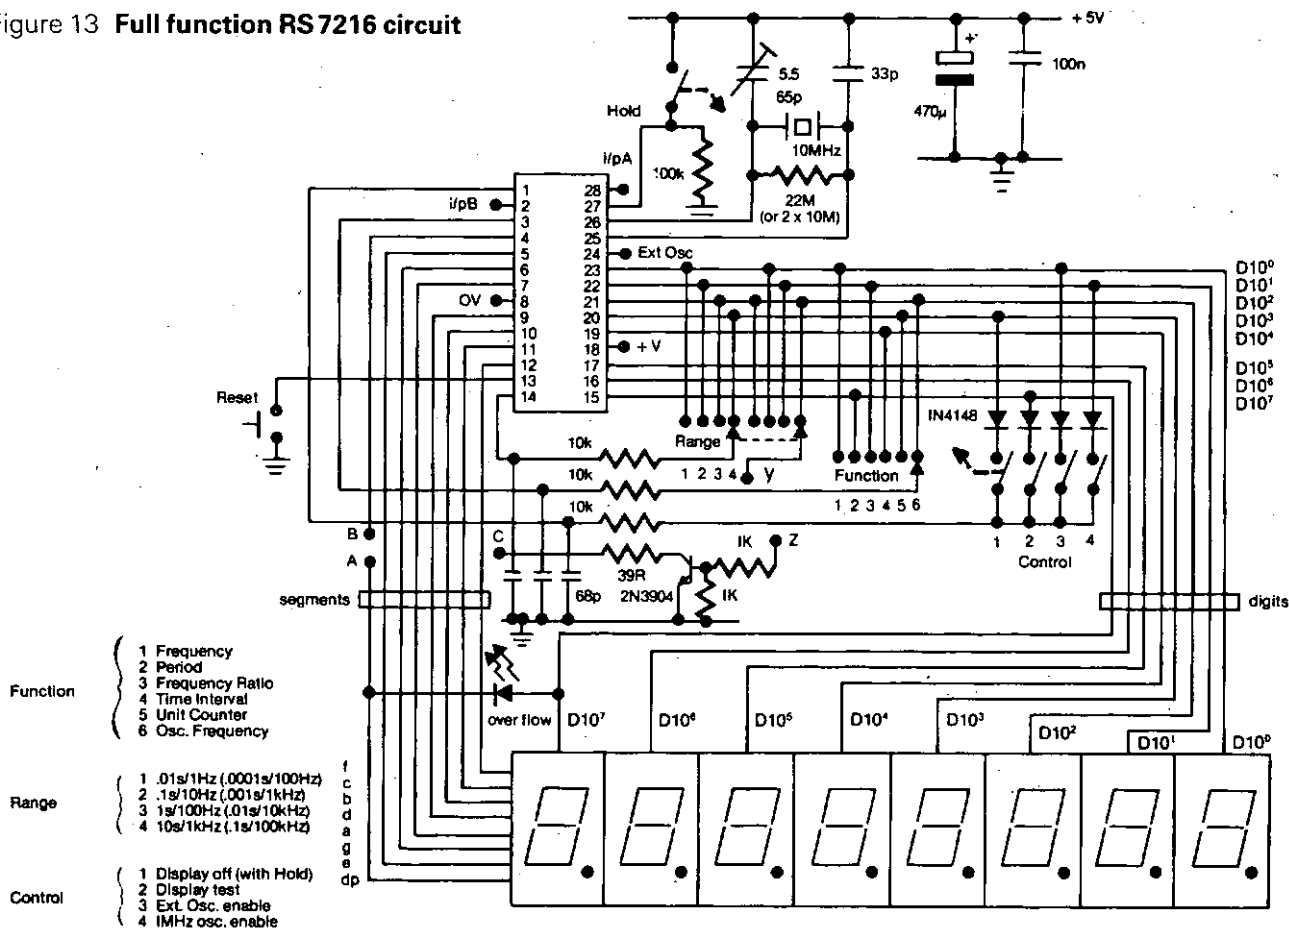 igure 13 Full function RS 7216 circuit
+ 5V
5.5
65p
33p
+
470µ
100n
Hold
10MHz
i/pA
100k
22M
(or 2 x 10M)
i/pB
0V
1 28
2 27
3 26
4 25
5 24
6 23
7 22
8 21
9 20
10 19
11 18
12 17
13 16
14 15
Ext Osc
+ V
D10⁰
D10¹
D10²
D10³
D10⁴
D10⁵
D10⁶
D10⁷
Reset
10k
10k
10k
Range
1 2 3 4
y
Function
1 2 3 4 5 6
IN4148
1 2 3 4
Control
B
A
C
39R
2N3904
IK
Z
IK
68p
segments
digits
Function
1 Frequency
2 Period
3 Frequency Ratio
4 Time Interval
5 Unit Counter
6 Osc. Frequency
over flow
D10⁷ D10⁶ D10⁵ D10⁴ D10³ D10² D10¹ D10⁰
Range
1 .01s/1Hz (.0001s/100Hz)
2 .1s/10Hz (.001s/1kHz)
3 1s/100Hz (.01s/10kHz)
4 10s/1kHz (.1s/100kHz)
f
c
b
d
a
g
e
dp
Control
1 Display off (with Hold)
2 Display test
3 Ext. Osc. enable
4 IMHz osc. enable